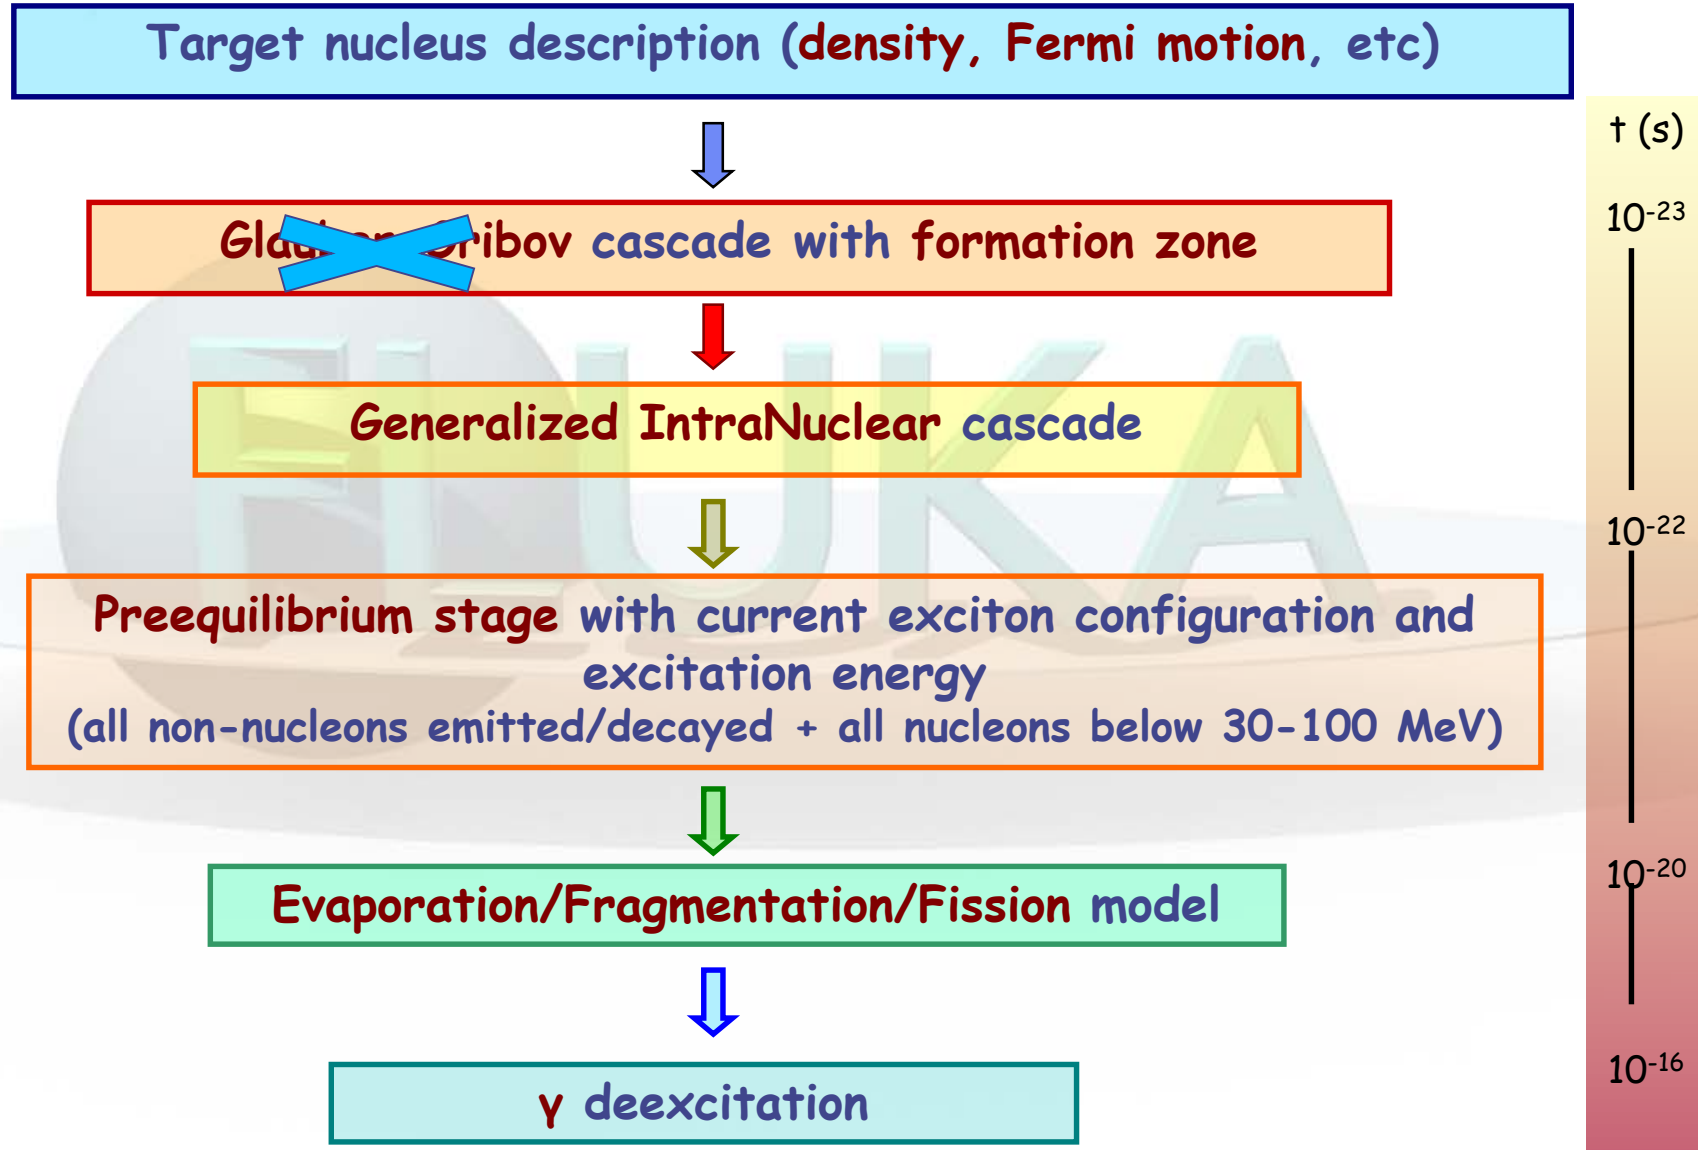 Target nucleus description (density, Fermi motion, etc)
t (s)
10⁻²³
Gribov cascade with formation zone
Generalized IntraNuclear cascade
10⁻²²
Preequilibrium stage with current exciton configuration and
excitation energy
(all non-nucleons emitted/decayed + all nucleons below 30-100 MeV)
10⁻²⁰
Evaporation/Fragmentation/Fission model
10⁻¹⁶
γ deexcitation
FLUKA